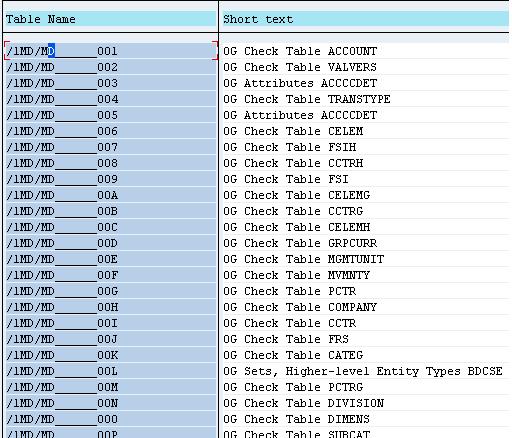 Table Name Short text
/1MD/MD______001 0G Check Table ACCOUNT
/1MD/MD______002 0G Check Table VALVERS
/1MD/MD______003 0G Attributes ACCCCDET
/1MD/MD______004 0G Check Table TRANSTYPE
/1MD/MD______005 0G Attributes ACCCCDET
/1MD/MD______006 0G Check Table CELEM
/1MD/MD______007 0G Check Table FSIH
/1MD/MD______008 0G Check Table CCTRH
/1MD/MD______009 0G Check Table FSI
/1MD/MD______00A 0G Check Table CELEMG
/1MD/MD______00B 0G Check Table CCTRG
/1MD/MD______00C 0G Check Table CELEMH
/1MD/MD______00D 0G Check Table GRPCURR
/1MD/MD______00E 0G Check Table MGMTUNIT
/1MD/MD______00F 0G Check Table MVMNTY
/1MD/MD______00G 0G Check Table PCTR
/1MD/MD______00H 0G Check Table COMPANY
/1MD/MD______00I 0G Check Table CCTR
/1MD/MD______00J 0G Check Table FRS
/1MD/MD______00K 0G Check Table CATEG
/1MD/MD______00L 0G Sets, Higher-level Entity Types BDCSE
/1MD/MD______00M 0G Check Table PCTRG
/1MD/MD______00N 0G Check Table DIVISION
/1MD/MD______00O 0G Check Table DIMENS
/1MD/MD______00P 0G Check Table SUBCAT